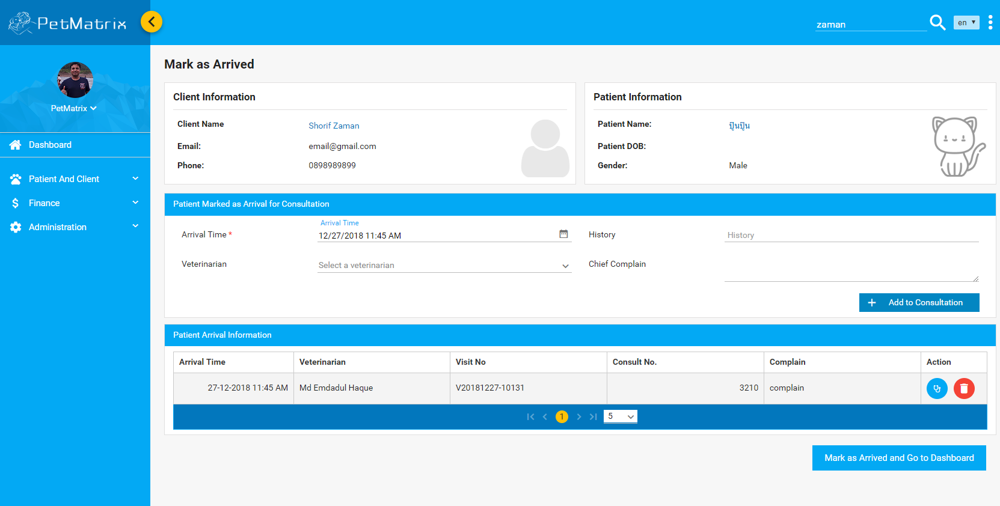 PetMatrix
zaman
en
PetMatrix
Dashboard
Patient And Client
Finance
Administration
Mark as Arrived
Client Information
Client Name Shorif Zaman
Email: email@gmail.com
Phone: 0898989899
Patient Information
Patient Name: ปุ๊นปุ๊น
Patient DOB:
Gender: Male
Patient Marked as Arrival for Consultation
Arrival Time
Arrival Time * 12/27/2018 11:45 AM
History History
Veterinarian Select a veterinarian
Chief Complain
Add to Consultation
Patient Arrival Information
Arrival Time Veterinarian Visit No Consult No. Complain Action
27-12-2018 11:45 AM Md Emdadul Haque V20181227-10131 3210 complain
1 5
Mark as Arrived and Go to Dashboard